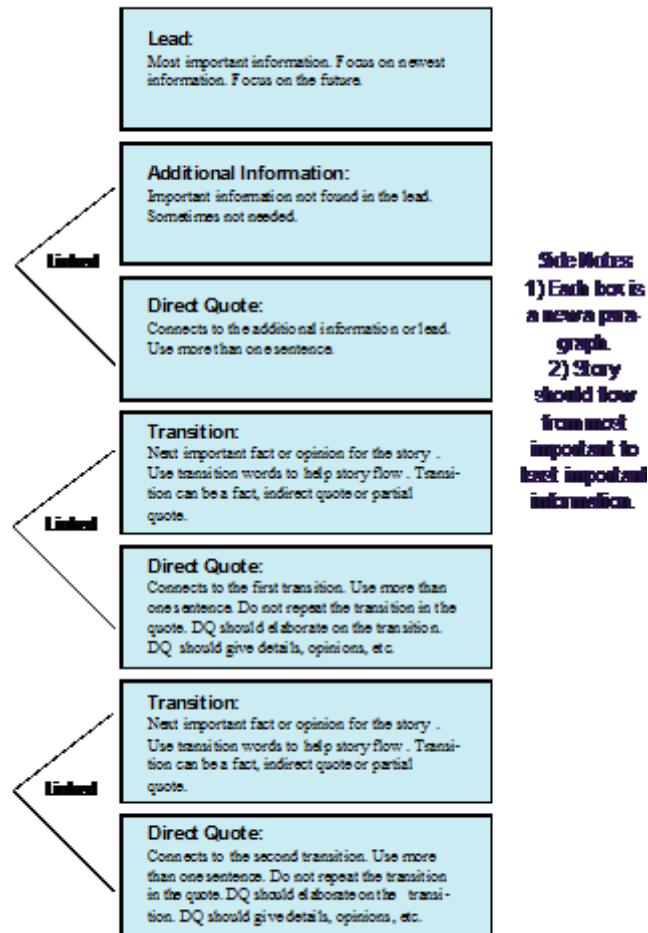 Lead:
Most important information. Focus on newest
information. Focus on the future.
Additional Information:
Important information not found in the lead.
Sometimes not needed.
Linked
Direct Quote:
Connects to the additional information or lead.
Use more than one sentence.
Transition:
Next important fact or opinion for the story .
Use transition words to help story flow . Transi-
tion can be a fact, indirect quote or partial
quote.
Linked
Direct Quote:
Connects to the first transition. Use more than
one sentence. Do not repeat the transition in the
quote. DQ should elaborate on the transition.
DQ should give details, opinions, etc.
Transition:
Next important fact or opinion for the story .
Use transition words to help story flow . Transi-
tion can be a fact, indirect quote or partial
quote.
Linked
Direct Quote:
Connects to the second transition. Use more
than one sentence. Do not repeat the transition
in the quote. DQ should elaborate on the transi-
tion. DQ should give details, opinions, etc.
Side Notes
1) Each box is
a new a para-
graph.
2) Story
should flow
from most
important to
least important
information.